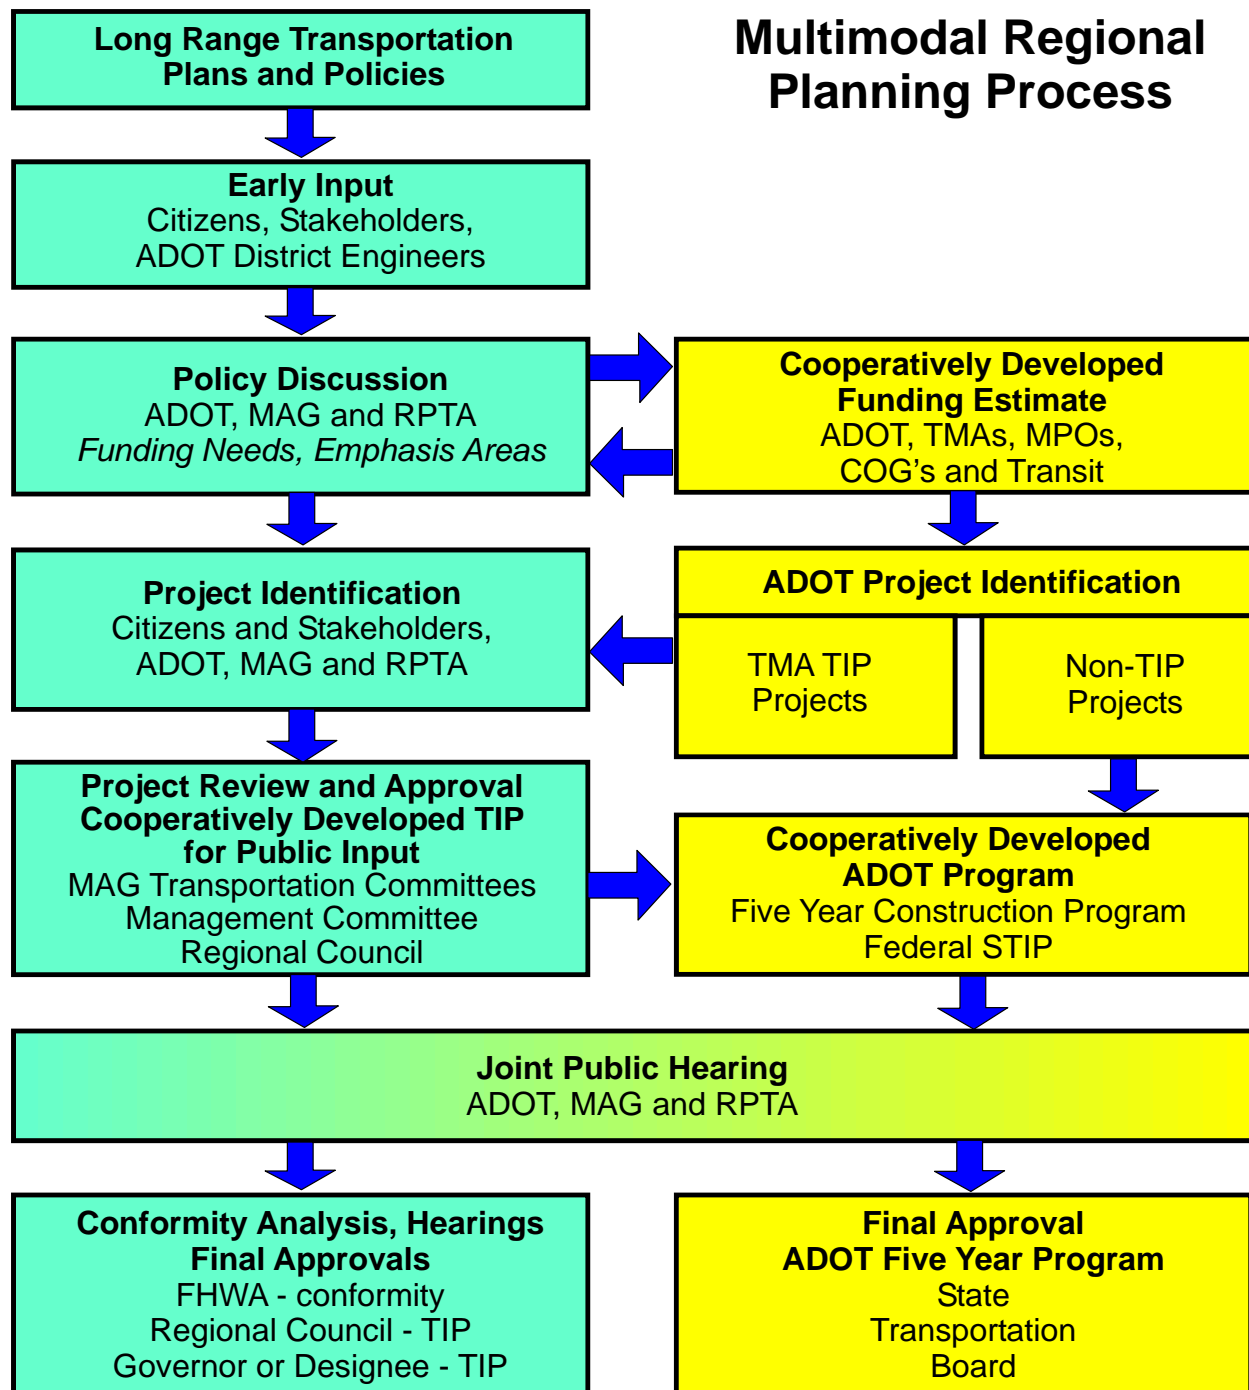 Multimodal Regional
Planning Process
Long Range Transportation
Plans and Policies
Early Input
Citizens, Stakeholders,
ADOT District Engineers
Policy Discussion
ADOT, MAG and RPTA
Funding Needs, Emphasis Areas
Cooperatively Developed
Funding Estimate
ADOT, TMAs, MPOs,
COG's and Transit
Project Identification
Citizens and Stakeholders,
ADOT, MAG and RPTA
ADOT Project Identification
TMA TIP
Projects
Non-TIP
Projects
Project Review and Approval
Cooperatively Developed TIP
for Public Input
MAG Transportation Committees
Management Committee
Regional Council
Cooperatively Developed
ADOT Program
Five Year Construction Program
Federal STIP
Joint Public Hearing
ADOT, MAG and RPTA
Conformity Analysis, Hearings
Final Approvals
FHWA - conformity
Regional Council - TIP
Governor or Designee - TIP
Final Approval
ADOT Five Year Program
State
Transportation
Board